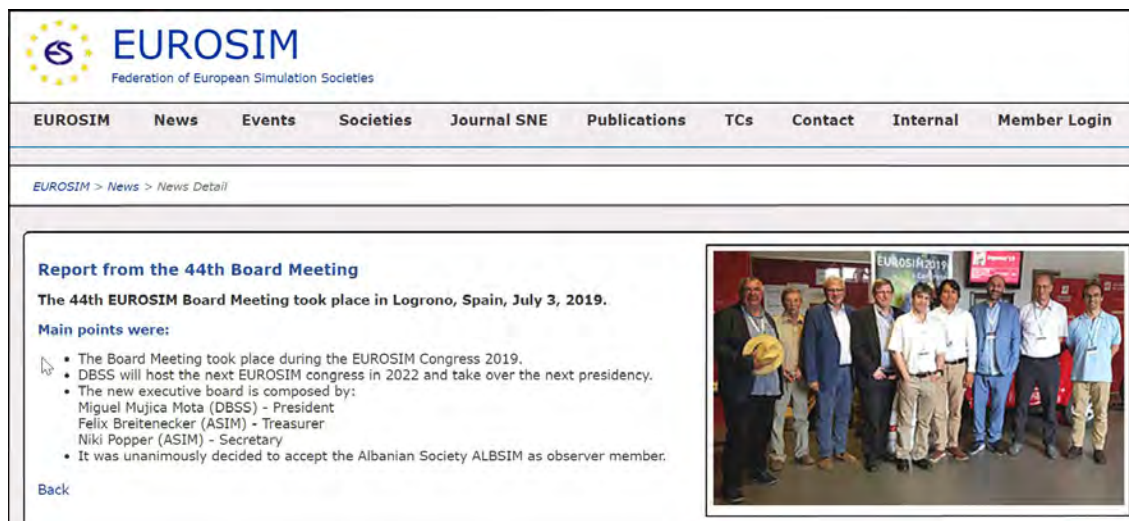 es
EUROSIM
Federation of European Simulation Societies
EUROSIM News Events Societies Journal SNE Publications TCs Contact Internal Member Login
EUROSIM > News > News Detail
Report from the 44th Board Meeting
The 44th EUROSIM Board Meeting took place in Logrono, Spain, July 3, 2019.
Main points were:
• The Board Meeting took place during the EUROSIM Congress 2019.
• DBSS will host the next EUROSIM congress in 2022 and take over the next presidency.
• The new executive board is composed by:
Miguel Mujica Mota (DBSS) - President
Felix Breitenecker (ASIM) - Treasurer
Niki Popper (ASIM) - Secretary
• It was unanimously decided to accept the Albanian Society ALBSIM as observer member.
Back
EUROSIM2019